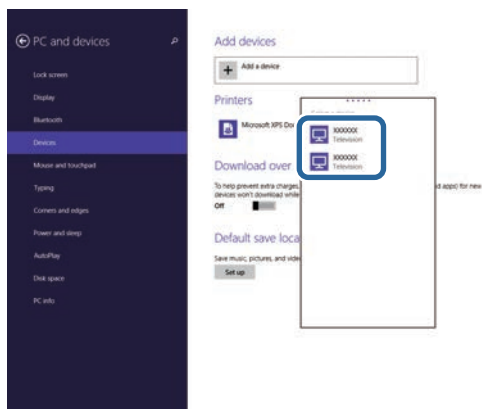 PC and devices
Lock screen
Display
Bluetooth
Devices
Mouse and touchpad
Typing
Corners and edges
Power and sleep
AutoPlay
Disk space
PC info
Add devices
Add a device
Printers
Microsoft XPS Doc
Download over
To help prevent extra charges,
d apps) for new
devices won't download while
Off
Default save loca
Save music, pictures, and vide
Set up
XXXXXX
Television
XXXXXX
Television